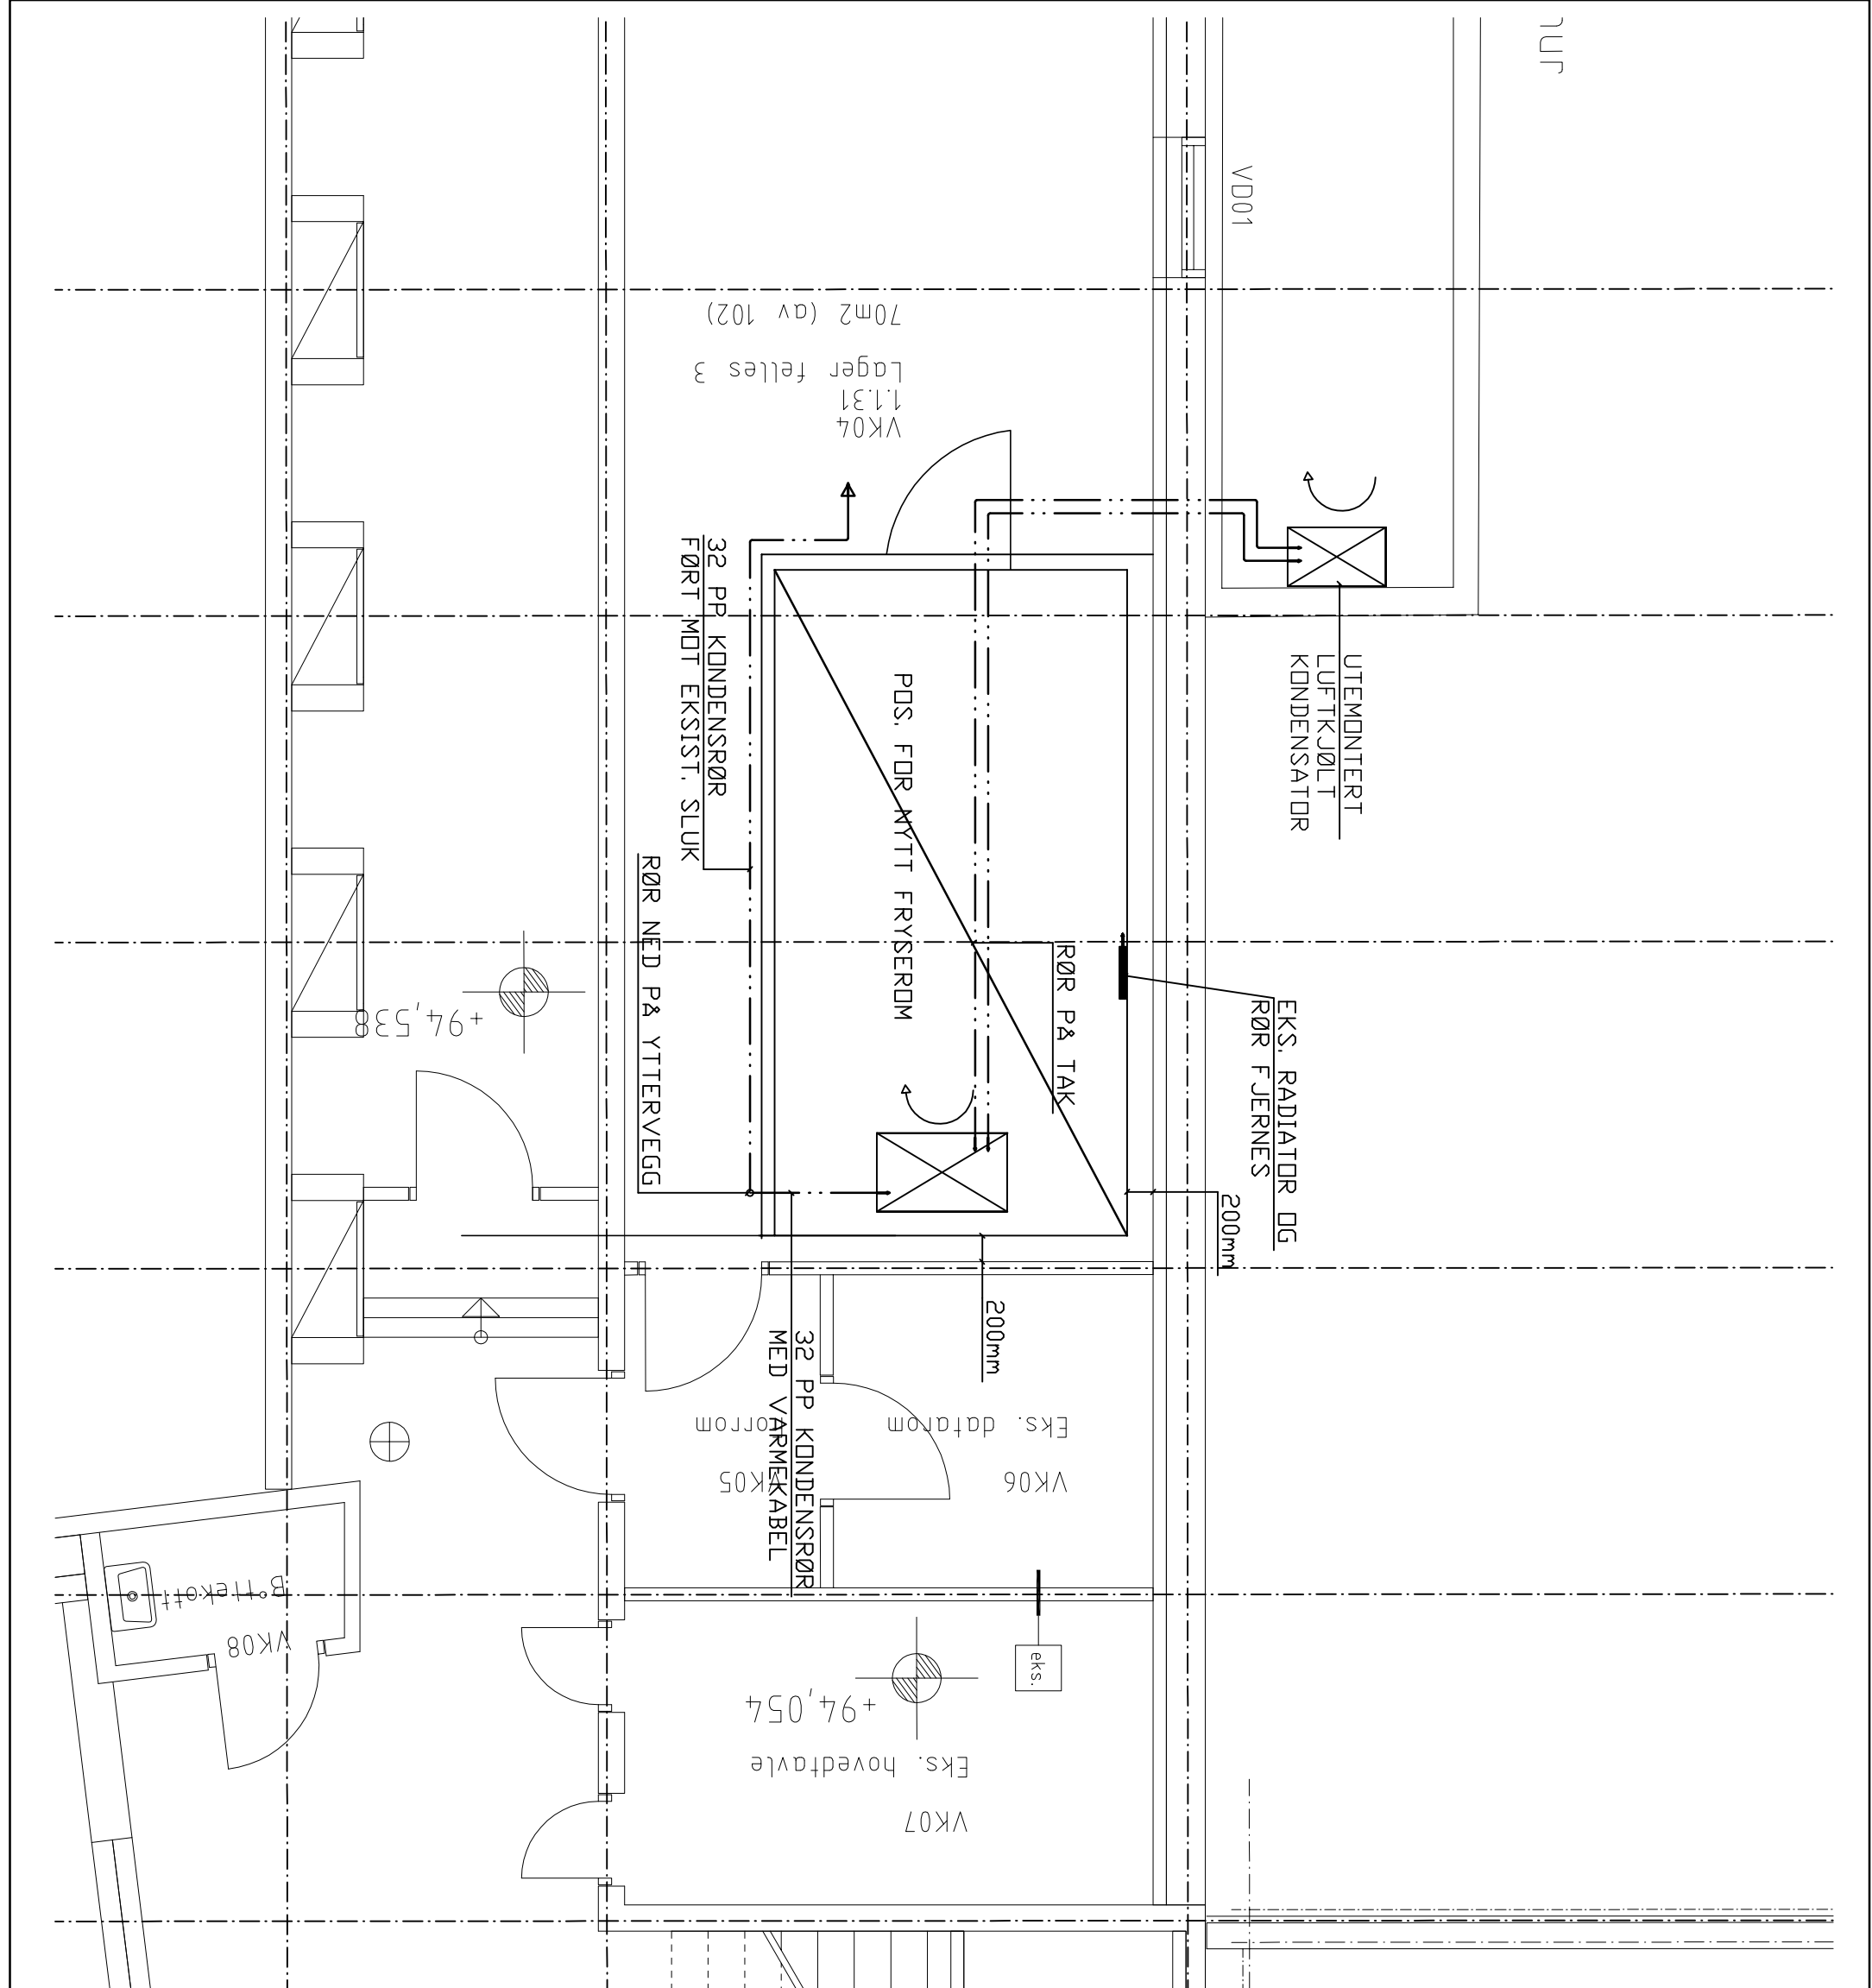 mur
VD01
VK04
1.1.31
Lager felles 3
70m2 (av 102)
UTEMONTERT
LUFTKJØLT
KONDENSATOR
32 PP KONDENSRØR
FØRT MOT EKSIST. SLUK
POS. FOR NYTT FRYSEROM
RØR NED PÅ YTTERVEGG
RØR PÅ TAK
EKS. RADIATOR OG
RØR FJERNES
+94,538
200mm
200mm
32 PP KONDENSRØR
MED VARMEKABEL
VK05
torrom
VK06
Eks. datarom
VK08
eks.
+94,054
VK07
Eks. hovedtavle